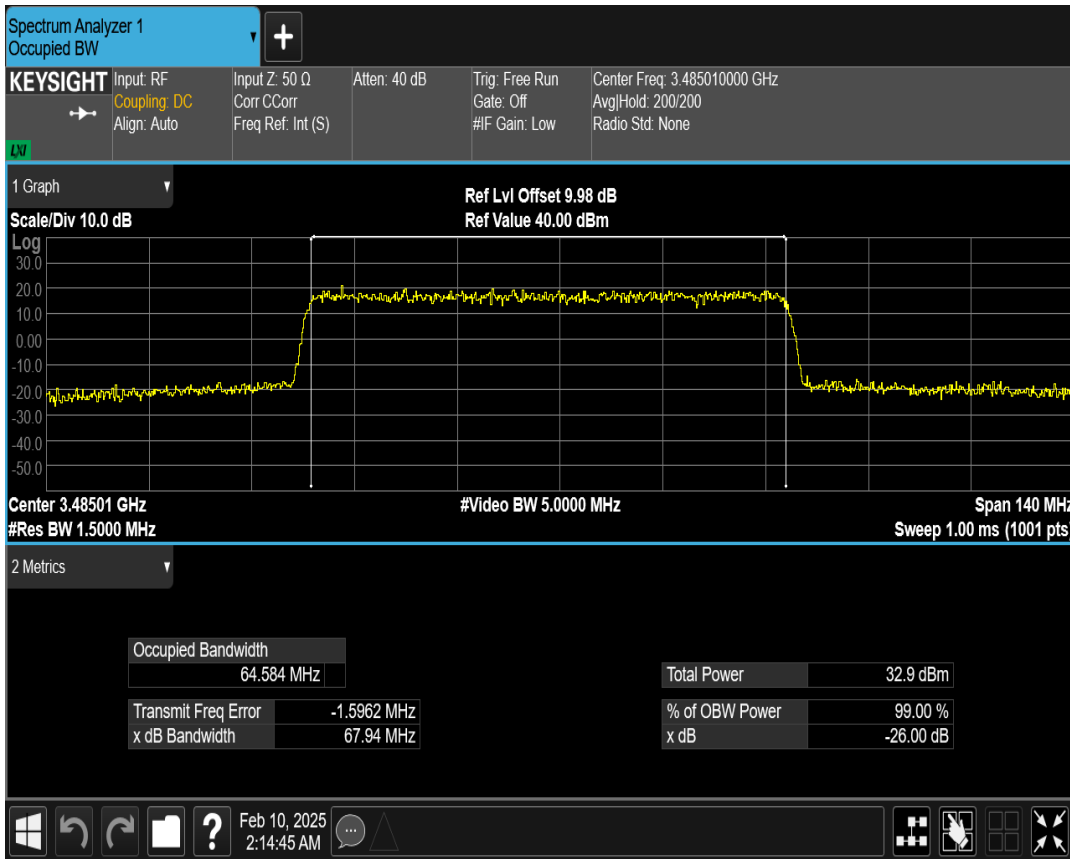 Spectrum Analyzer 1
Occupied BW
KEYSIGHT
LXI
Input: RF
Coupling: DC
Align: Auto
Input Z: 50 Ω
Corr CCorr
Freq Ref: Int (S)
Atten: 40 dB
Trig: Free Run
Gate: Off
#IF Gain: Low
Center Freq: 3.485010000 GHz
Avg|Hold: 200/200
Radio Std: None
1 Graph
Scale/Div 10.0 dB
Ref Lvl Offset 9.98 dB
Ref Value 40.00 dBm
Log
30.0
20.0
10.0
0.00
-10.0
-20.0
-30.0
-40.0
-50.0
Center 3.48501 GHz
#Res BW 1.5000 MHz
#Video BW 5.0000 MHz
Span 140 MHz
Sweep 1.00 ms (1001 pts)
2 Metrics
Occupied Bandwidth
64.584 MHz
Transmit Freq Error -1.5962 MHz
x dB Bandwidth 67.94 MHz
Total Power 32.9 dBm
% of OBW Power 99.00 %
x dB -26.00 dB
?
Feb 10, 2025
2:14:45 AM